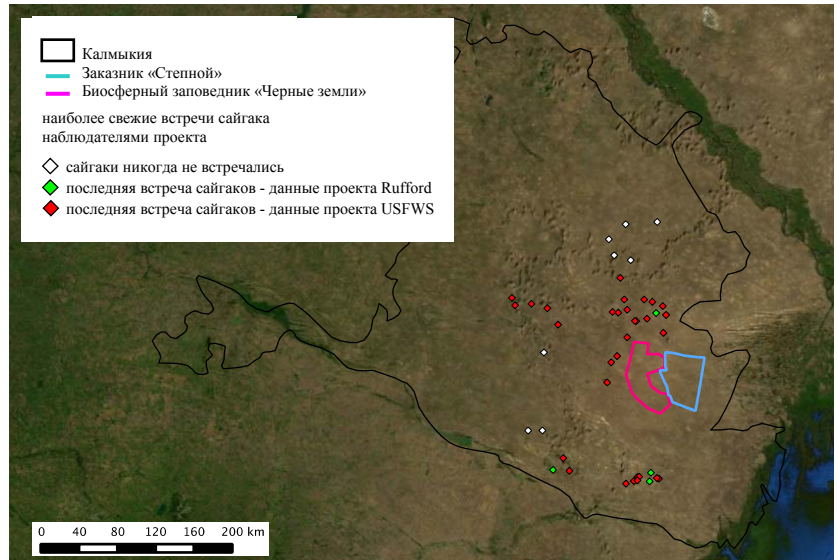 Калмыкия
Заказник «Степной»
Биосферный заповедник «Черные земли»
наиболее свежие встречи сайгака
наблюдателями проекта
сайгаки никогда не встречались
последняя встреча сайгаков - данные проекта Rufford
последняя встреча сайгаков - данные проекта USFWS
0 40 80 120 160 200 km